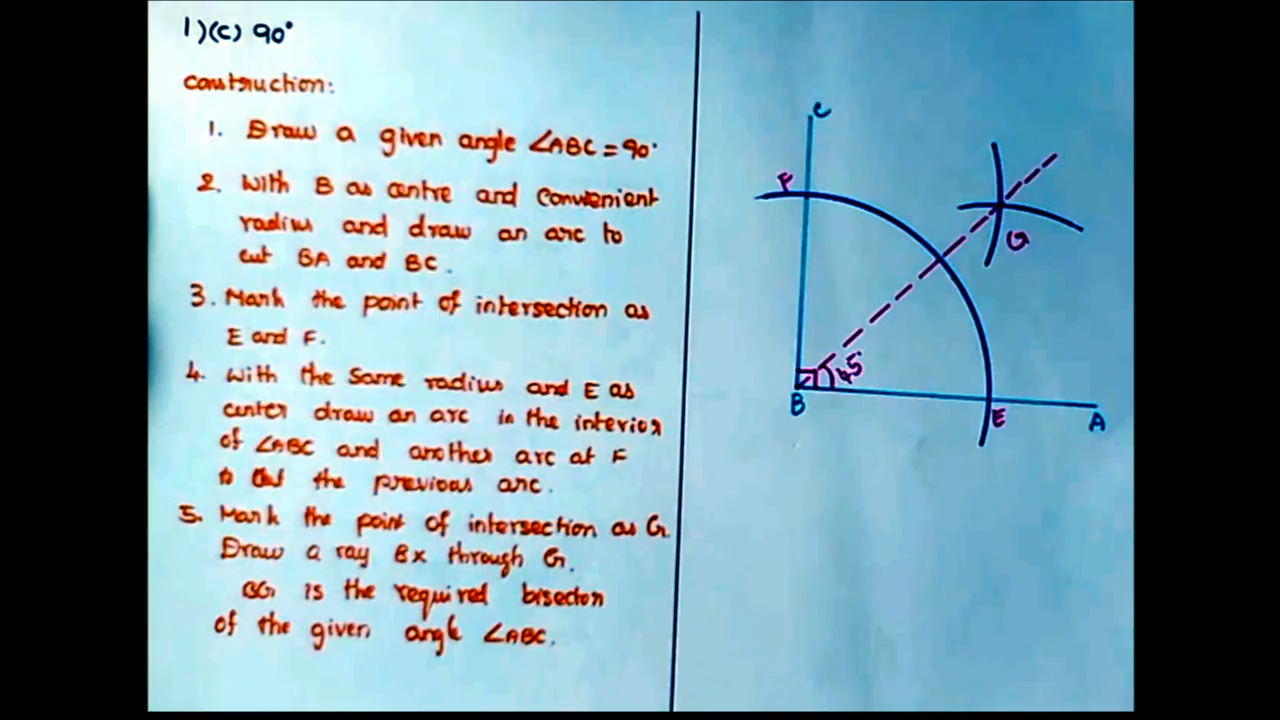 1)(c) 90°
Construction:
1. Draw a given angle ∠ABC = 90°
2. With B as centre and convenient
radius and draw an arc to
cut BA and BC.
3. Mark the point of intersection as
E and F.
4. With the same radius and E as
center draw an arc in the interior
of ∠ABC and another arc at F
to cut the previous arc.
5. Mark the point of intersection as G.
Draw a ray BX through G.
BG is the required bisector
of the given angle ∠ABC.
C
F
G
45
B
E
A